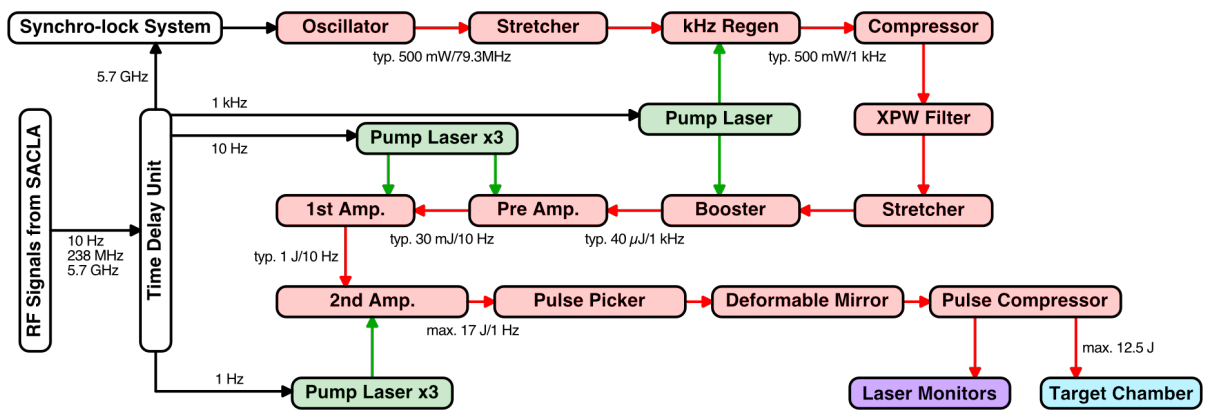 Synchro-lock System
Oscillator
Stretcher
kHz Regen
Compressor
typ. 500 mW/79.3MHz
typ. 500 mW/1 kHz
5.7 GHz
1 kHz
Pump Laser
XPW Filter
10 Hz
Pump Laser x3
RF Signals from SACLA
Time Delay Unit
10 Hz
238 MHz
5.7 GHz
1st Amp.
Pre Amp.
Booster
Stretcher
typ. 30 mJ/10 Hz
typ. 40 µJ/1 kHz
typ. 1 J/10 Hz
2nd Amp.
Pulse Picker
Deformable Mirror
Pulse Compressor
max. 17 J/1 Hz
max. 12.5 J
1 Hz
Pump Laser x3
Laser Monitors
Target Chamber